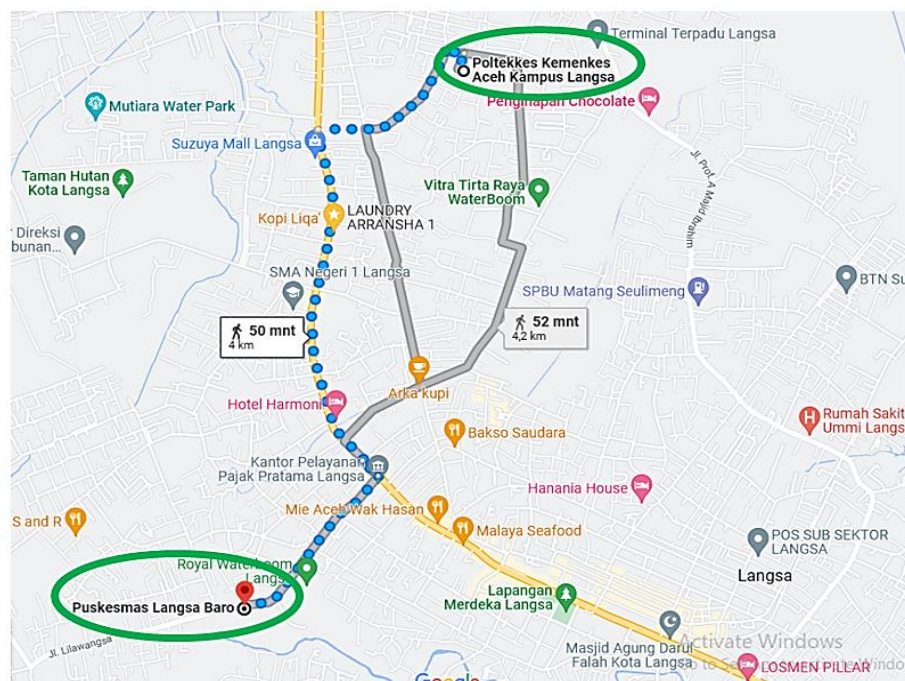 Terminal Terpadu Langsa
Poltekkes Kemenkes
Aceh Kampus Langsa
Penginapan Chocolate
Mutiara Water Park
Suzuya Mall Langsa
Taman Hutan
Kota Langsa
Vitra Tirta Raya
WaterBoom
Jl. Prof. A Majid Ibrahim
LAUNDRY
ARRANSHA 1
Kopi Liqa'
r Direksi
bunan...
SMA Negeri 1 Langsa
BTN Su
SPBU Matang Seulimeng
50 mnt
4 km
52 mnt
4,2 km
Arka kupi
Hotel Harmoni
Bakso Saudara
Rumah Sakit
Ummi Langs
Kantor Pelayanan
Pajak Pratama Langsa
Hanania House
Mie Aceh Wak Hasan
S and R
Malaya Seafood
POS SUB SEKTOR
LANGSA
Langsa
Royal Waterboom
Langs
Puskesmas Langsa Baro
Lapangan
Merdeka Langsa
Jl. Lilawangsa
Masjid Agung Darul
Falah Kota Langsa
Activate Windows
LOSMEN PILLAR
Google